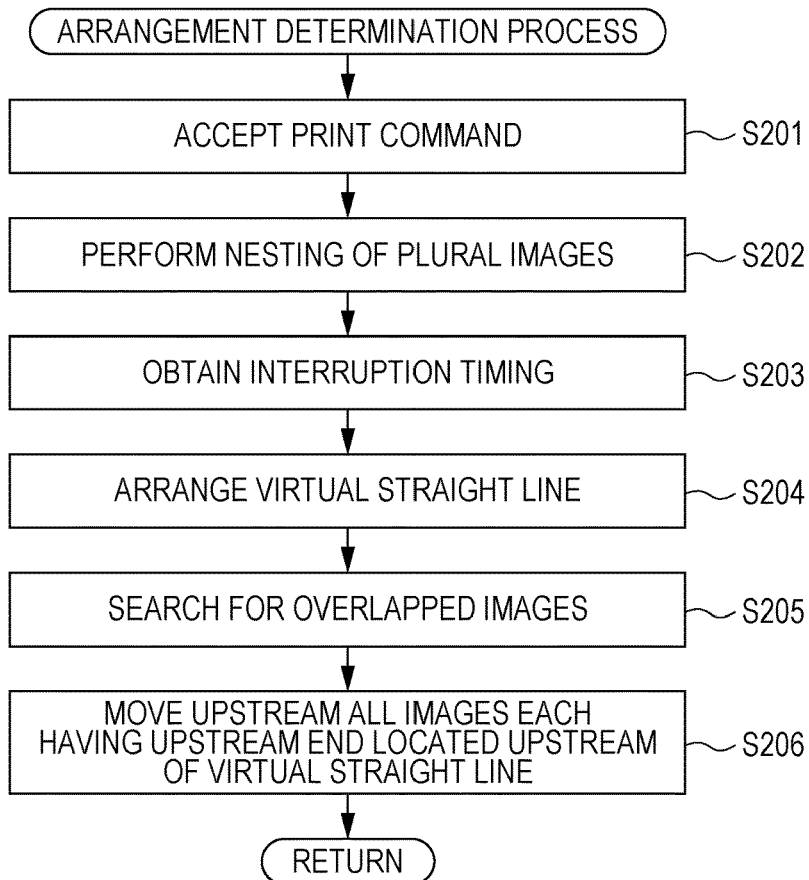 ARRANGEMENT DETERMINATION PROCESS
ACCEPT PRINT COMMAND
S201
PERFORM NESTING OF PLURAL IMAGES
S202
OBTAIN INTERRUPTION TIMING
S203
ARRANGE VIRTUAL STRAIGHT LINE
S204
SEARCH FOR OVERLAPPED IMAGES
S205
MOVE UPSTREAM ALL IMAGES EACH
HAVING UPSTREAM END LOCATED UPSTREAM
OF VIRTUAL STRAIGHT LINE
S206
RETURN